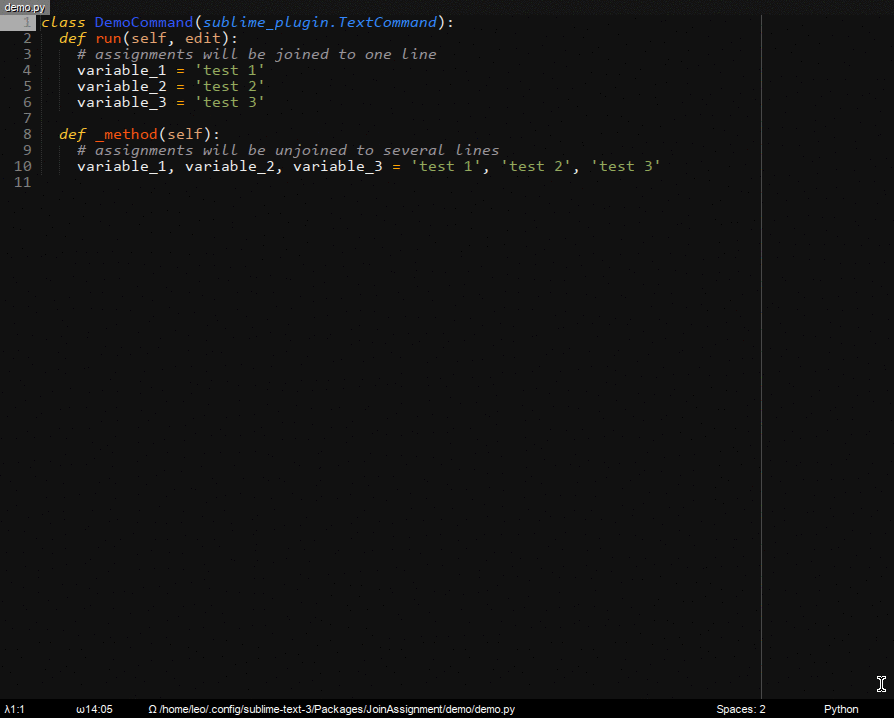 demo.py
1 class DemoCommand(sublime_plugin.TextCommand):
2   def run(self, edit):
3     # assignments will be joined to one line
4     variable_1 = 'test 1'
5     variable_2 = 'test 2'
6     variable_3 = 'test 3'
7
8   def _method(self):
9     # assignments will be unjoined to several lines
10     variable_1, variable_2, variable_3 = 'test 1', 'test 2', 'test 3'
11
λ1:1 ω14:05 Ω /home/leo/.config/sublime-text-3/Packages/JoinAssignment/demo/demo.py Spaces: 2 Python